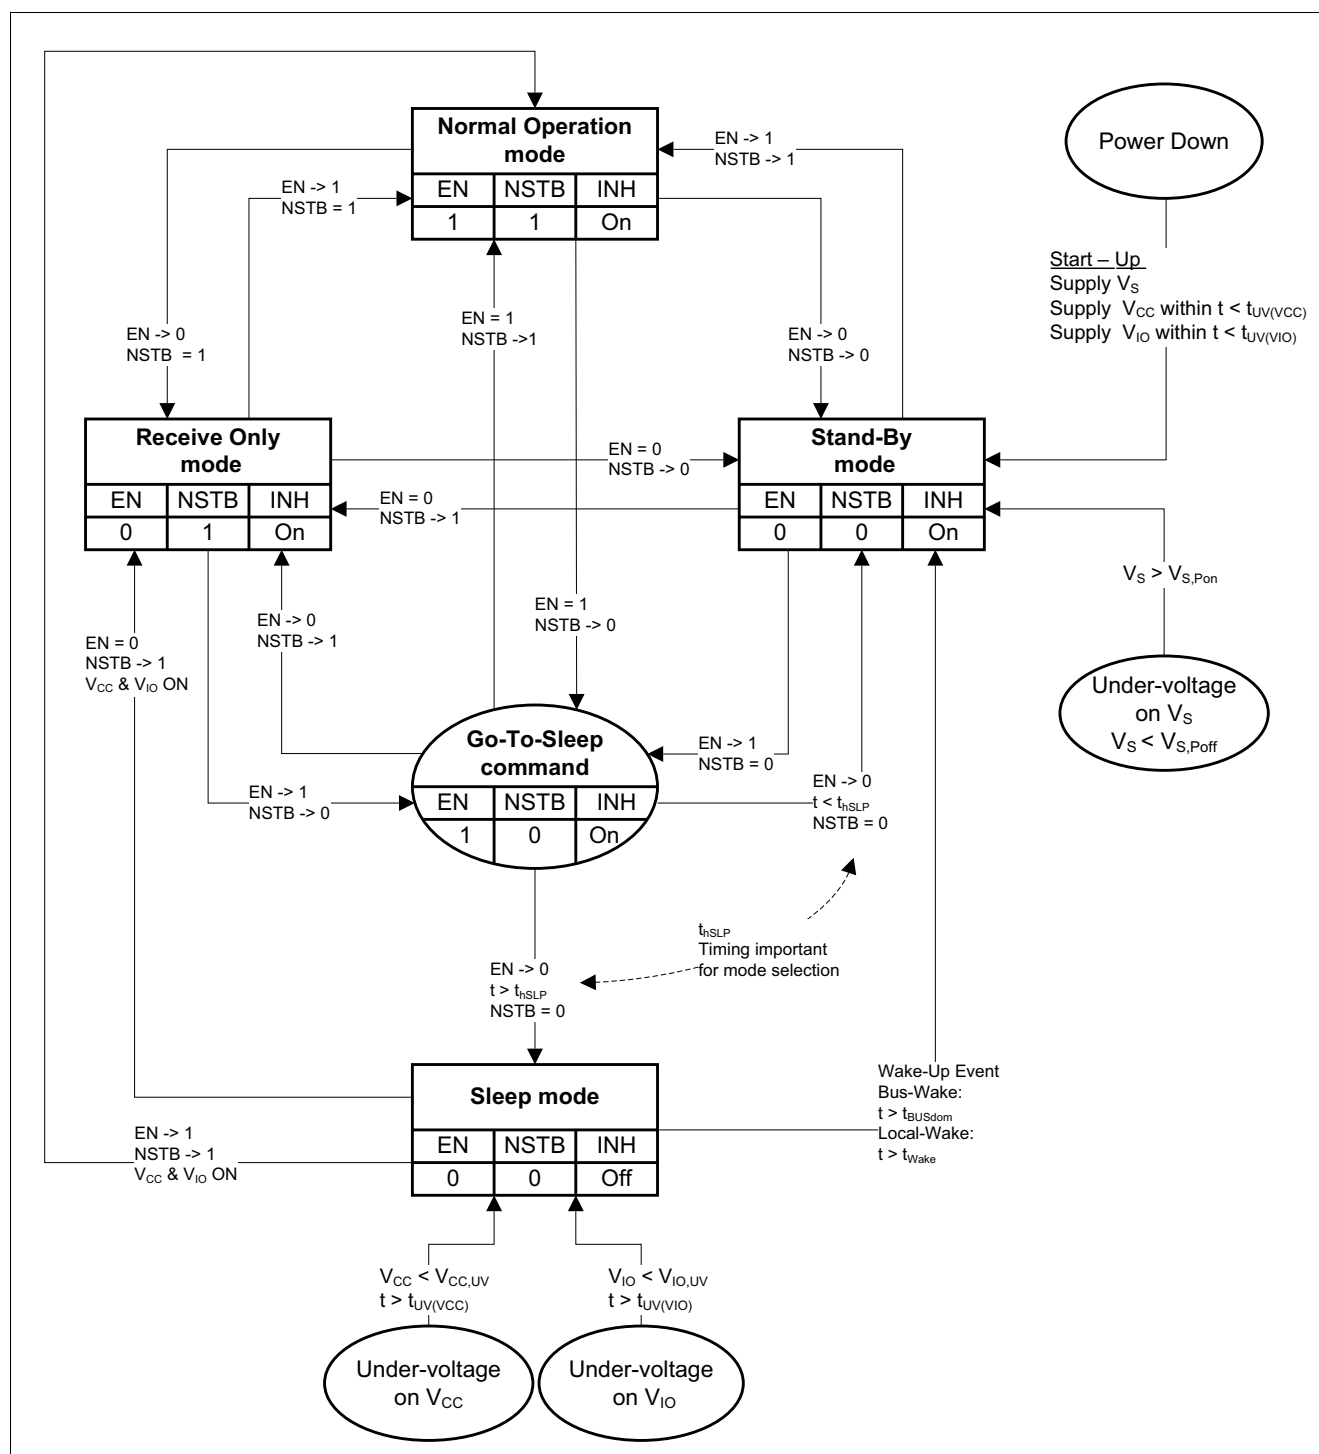 Normal Operation
mode
EN NSTB INH
1 1 On
Power Down
EN -> 1
NSTB -> 1
EN -> 1
NSTB = 1
Start – Up
Supply VS
Supply VCC within t < tUV(VCC)
Supply VIO within t < tUV(VIO)
EN -> 0
NSTB = 1
EN = 1
NSTB ->1
EN -> 0
NSTB -> 0
Receive Only
mode
EN NSTB INH
0 1 On
EN = 0
NSTB -> 0
EN = 0
NSTB -> 1
Stand-By
mode
EN NSTB INH
0 0 On
VS > VS,Pon
EN = 0
NSTB -> 1
VCC & VIO ON
EN -> 0
NSTB -> 1
EN = 1
NSTB -> 0
Under-voltage
on VS
VS < VS,Poff
Go-To-Sleep
command
EN NSTB INH
1 0 On
EN -> 1
NSTB = 0
EN -> 1
NSTB -> 0
EN -> 0
t < thSLP
NSTB = 0
thSLP
Timing important
for mode selection
EN -> 0
t > thSLP
NSTB = 0
Sleep mode
EN NSTB INH
0 0 Off
Wake-Up Event
Bus-Wake:
t > tBUSdom
Local-Wake:
t > tWake
EN -> 1
NSTB -> 1
VCC & VIO ON
VCC < VCC,UV
t > tUV(VCC)
VIO < VIO,UV
t > tUV(VIO)
Under-voltage
on VCC
Under-voltage
on VIO